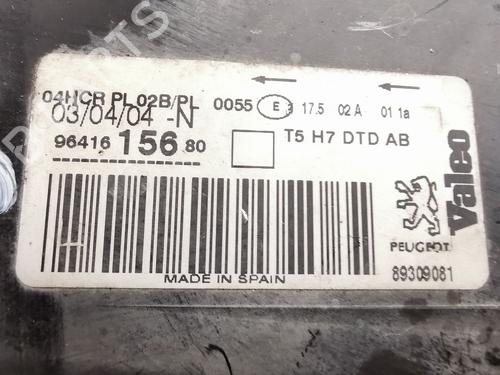 04HCR PL 02B/PL 0055 E 17.5 02 A 01 1a
03/04/04 -N
96416 156 80
T5 H7 DTD AB
Valeo
PEUGEOT
89309081
MADE IN SPAIN